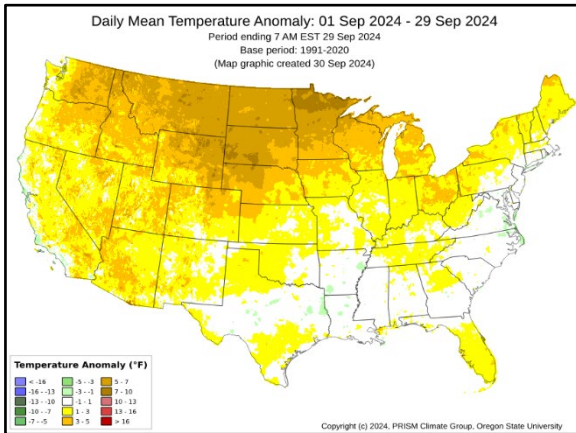 Daily Mean Temperature Anomaly: 01 Sep 2024 - 29 Sep 2024
Period ending 7 AM EST 29 Sep 2024
Base period: 1991-2020
(Map graphic created 30 Sep 2024)
Temperature Anomaly (°F)
< -16 -5 - -3 5 - 7
-16 - -13 -3 - -1 7 - 10
-13 - -10 -1 - 1 10 - 13
-10 - -7 1 - 3 13 - 16
-7 - -5 3 - 5 > 16
Copyright (c) 2024, PRISM Climate Group, Oregon State University